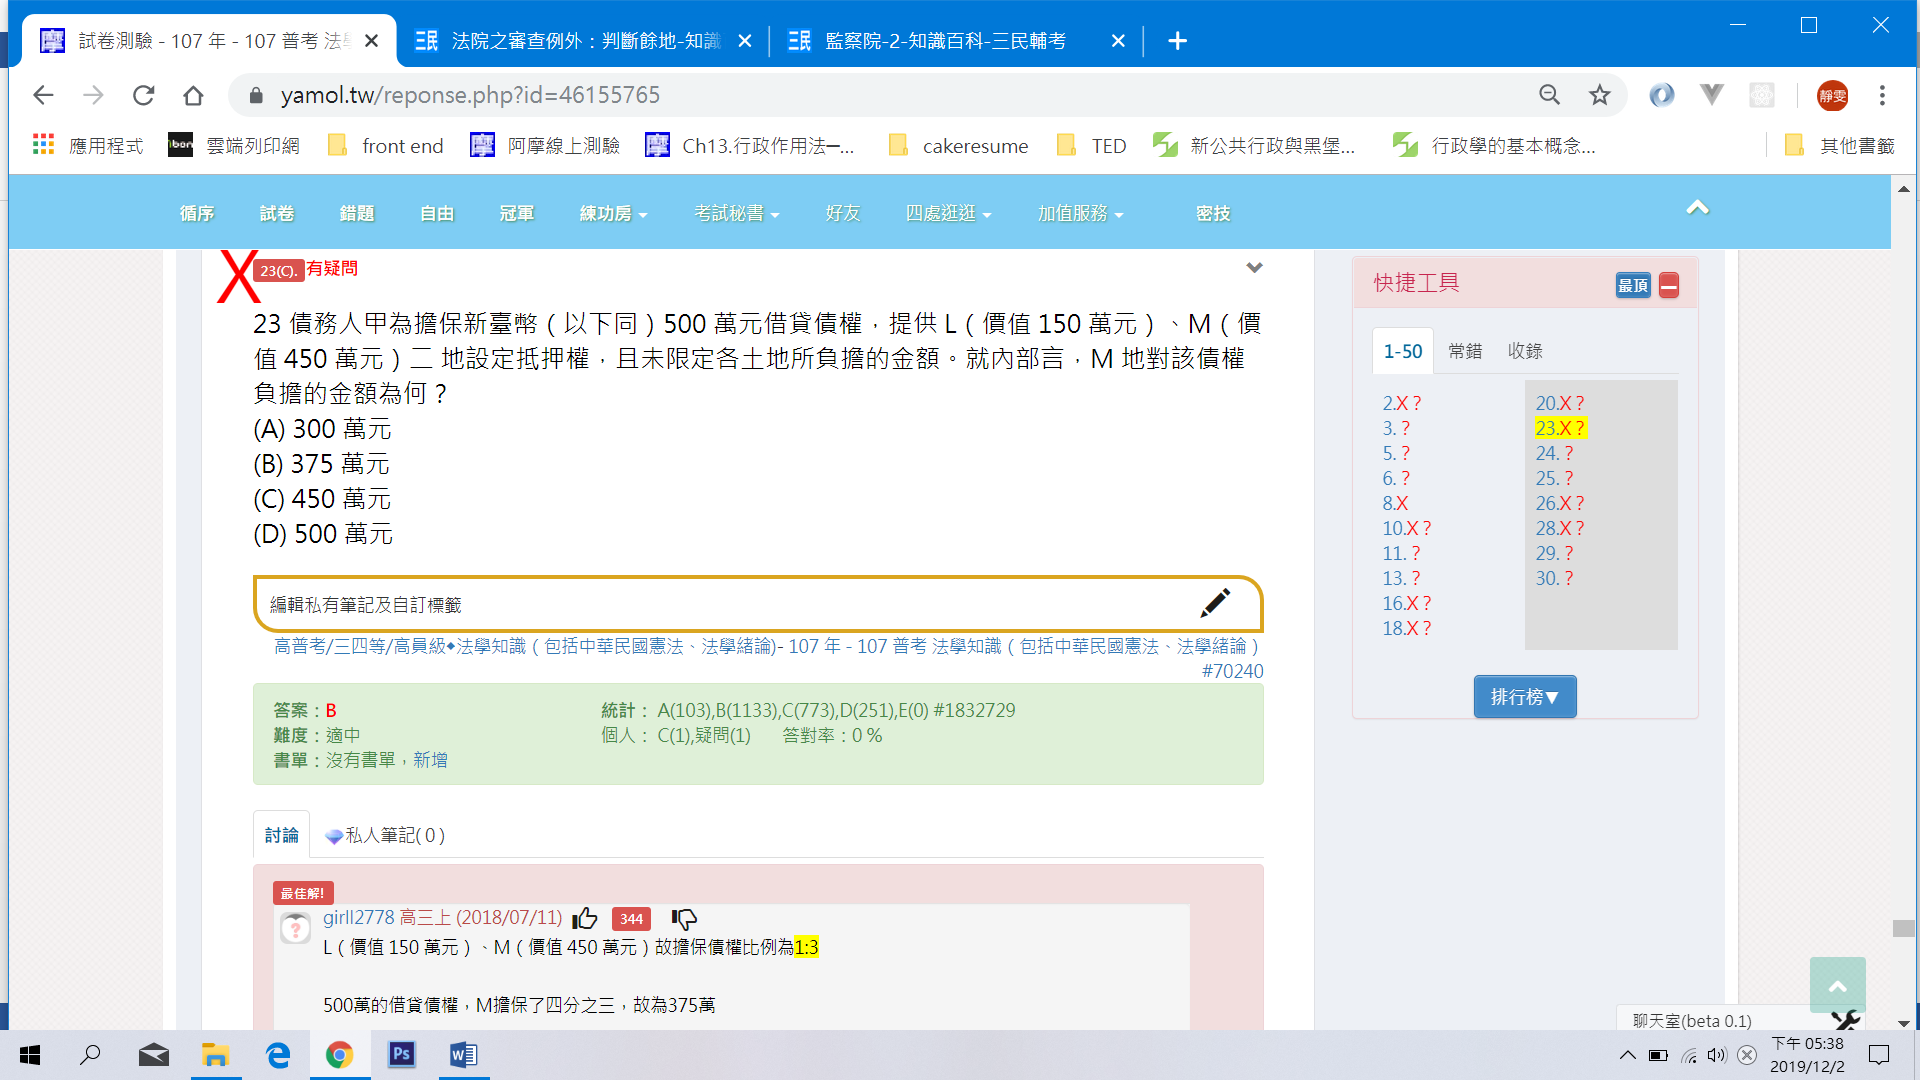 試卷測驗 - 107 年 - 107 普考 法
法院之審查例外：判斷餘地-知識
監察院-2-知識百科-三民輔考
yamol.tw/reponse.php?id=46155765
靜雯
應用程式
雲端列印網
front end
阿摩線上測驗
Ch13.行政作用法─...
cakeresume
TED
新公共行政與黑堡...
行政學的基本概念...
其他書籤
循序 試卷 錯題 自由 冠軍 練功房 考試秘書 好友 四處逛逛 加值服務 密技
X 23(C). 有疑問
23 債務人甲為擔保新臺幣（以下同）500 萬元借貸債權，提供 L（價值 150 萬元）、M（價
值 450 萬元）二 地設定抵押權，且未限定各土地所負擔的金額。就內部言，M 地對該債權
負擔的金額為何？
(A) 300 萬元
(B) 375 萬元
(C) 450 萬元
(D) 500 萬元
編輯私有筆記及自訂標籤
高普考/三四等/高員級◆法學知識（包括中華民國憲法、法學緒論)- 107 年 - 107 普考 法學知識（包括中華民國憲法、法學緒論）
#70240
答案：B
難度：適中
書單：沒有書單，新增
統計： A(103),B(1133),C(773),D(251),E(0) #1832729
個人： C(1),疑問(1) 答對率：0 %
討論 私人筆記( 0 )
最佳解!
girll2778 高三上 (2018/07/11) 344
L（價值 150 萬元）、M（價值 450 萬元）故擔保債權比例為1:3
500萬的借貸債權，M擔保了四分之三，故為375萬
快捷工具
最頂
1-50 常錯 收錄
2.X ?
3. ?
5. ?
6. ?
8.X
10.X ?
11. ?
13. ?
16.X ?
18.X ?
20.X ?
23.X ?
24. ?
25. ?
26.X ?
28.X ?
29. ?
30. ?
排行榜▼
聊天室(beta 0.1)
Ps
下午 05:38
2019/12/2